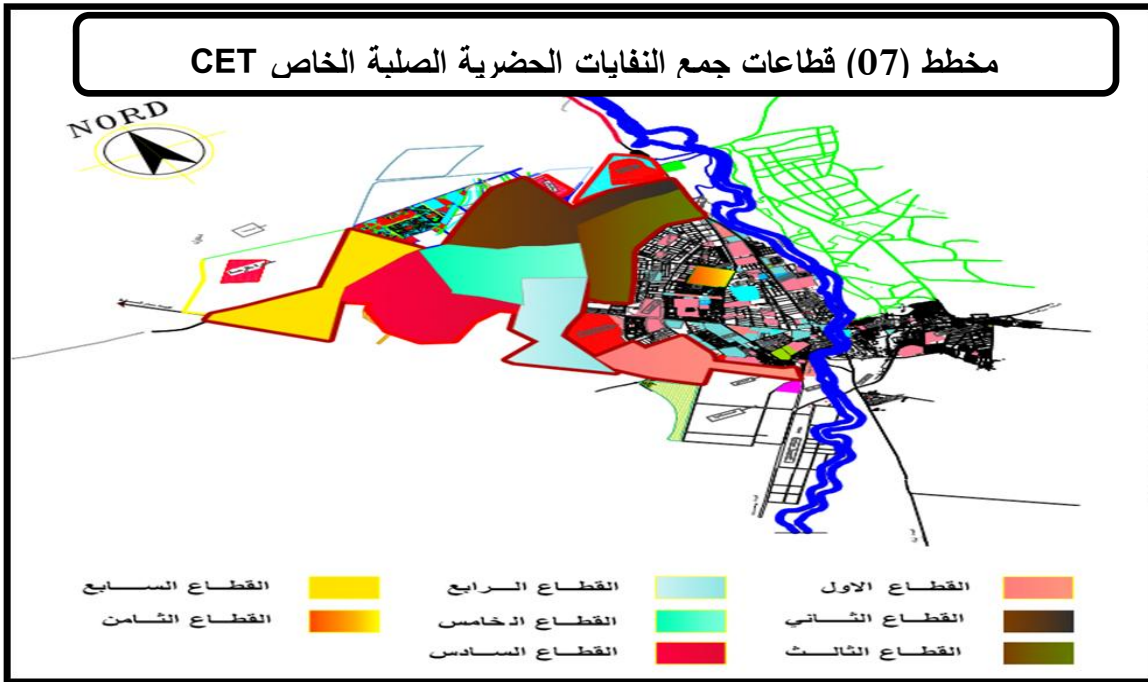 مخطط (07) قطاعات جمع النفايات الحضرية الصلبة الخاص CET
NORD
القطاع الاول
القطاع الثاني
القطاع الثالث
القطاع الرابع
القطاع الخامس
القطاع السادس
القطاع السابع
القطاع الثامن